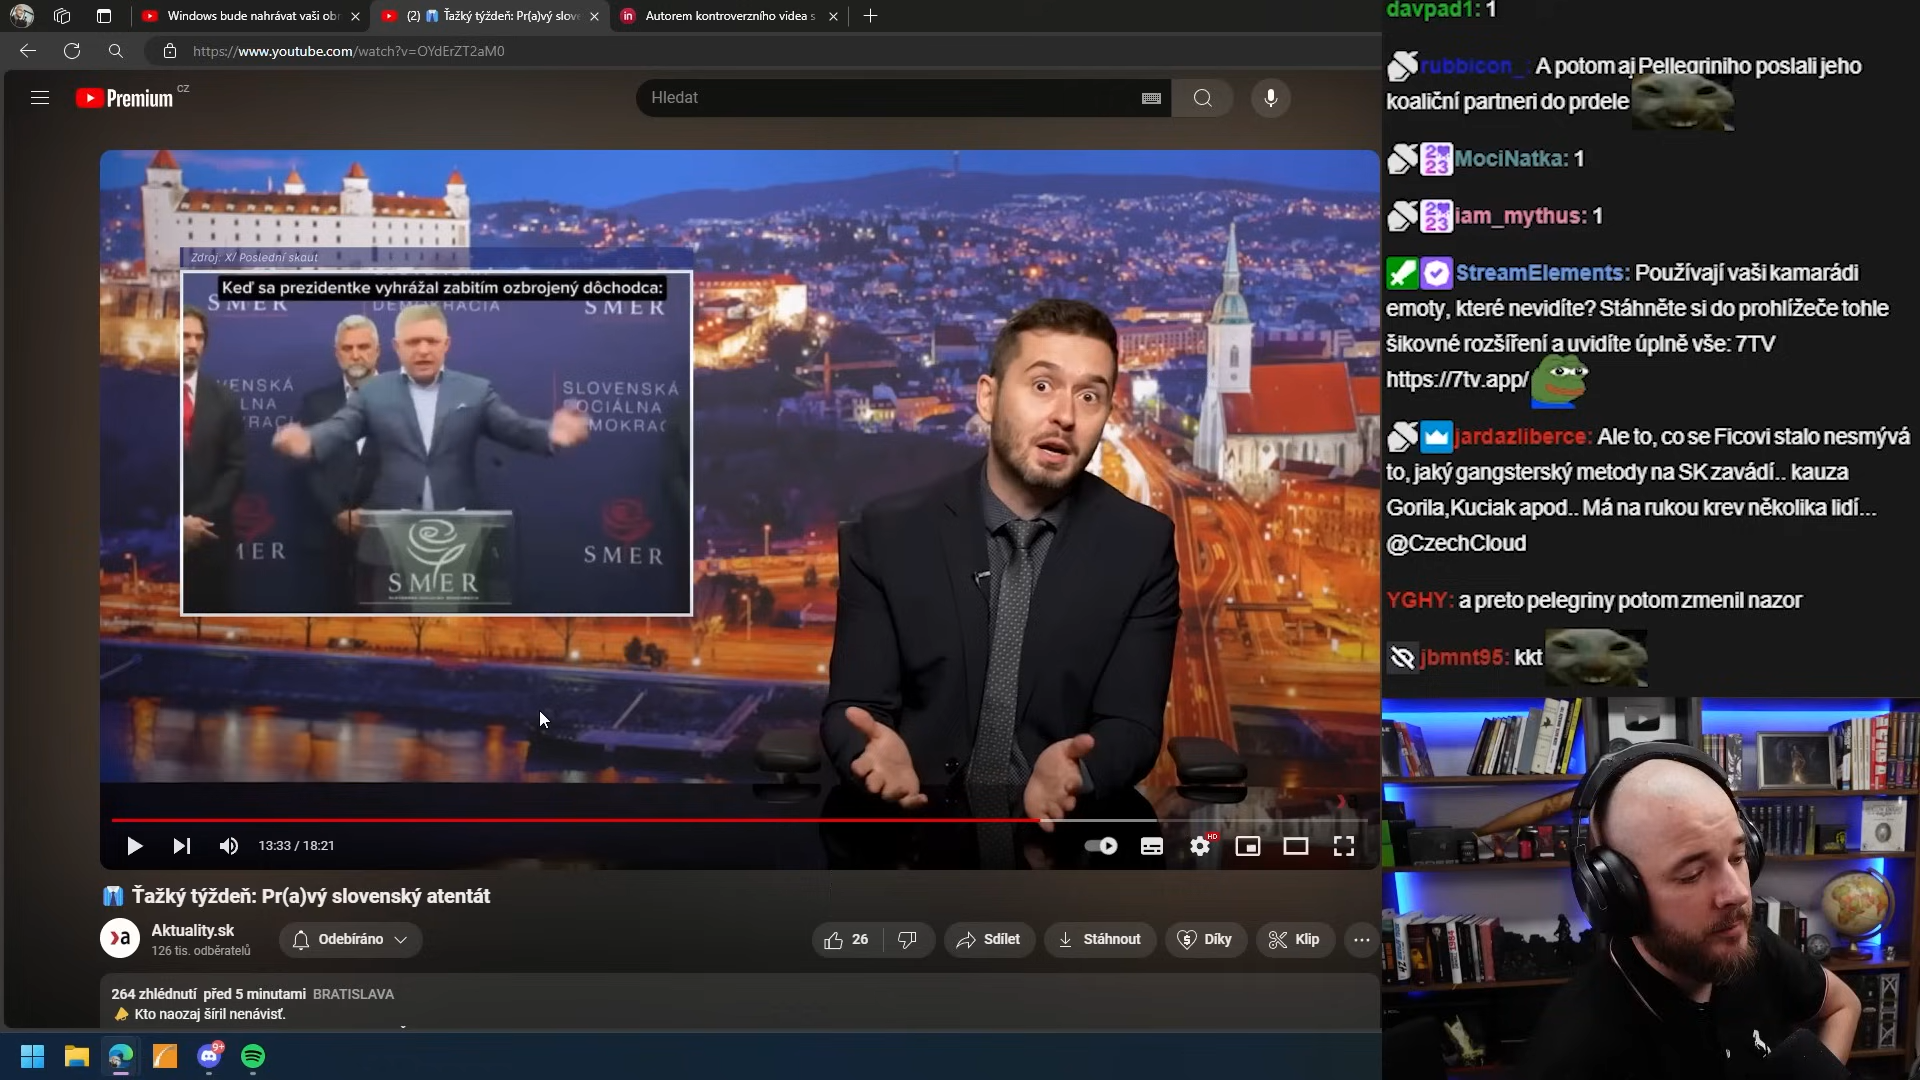 Windows bude nahrávat vaši obr
(2) Ťažký týždeň: Pr(a)vý slove
Autorem kontroverzního videa s
https://www.youtube.com/watch?v=OYdErZT2aM0
Premium CZ
Hledat
Zdroj: X/ Poslední skaut
Keď sa prezidentke vyhrážal zabitím ozbrojený dôchodca:
SMER
DEMOKRACIA
SMER
SLOVENSKÁ
SMER
SMER
SMER
13:33 / 18:21
HD
Ťažký týždeň: Pr(a)vý slovenský atentát
Aktuality.sk
126 tis. odběratelů
Odebíráno
26
Sdílet
Stáhnout
Díky
Klip
264 zhlédnutí před 5 minutami BRATISLAVA
Kto naozaj šíril nenávisť.
9+
davpad1: 1
rubbicon_: A potom aj Pellegriniho poslali jeho
koaliční partneri do prdele
MociNatka: 1
iam_mythus: 1
StreamElements: Používají vaši kamarádi
emoty, které nevidíte? Stáhněte si do prohlížeče tohle
šikovné rozšíření a uvidíte úplně vše: 7TV
https://7tv.app/
jardazliberce: Ale to, co se Ficovi stalo nesmývá
to, jaký gangsterský metody na SK zavádí.. kauza
Gorila,Kuciak apod.. Má na rukou krev několika lidí...
@CzechCloud
YGHY: a preto pelegriny potom zmenil nazor
jbmnt95: kkt